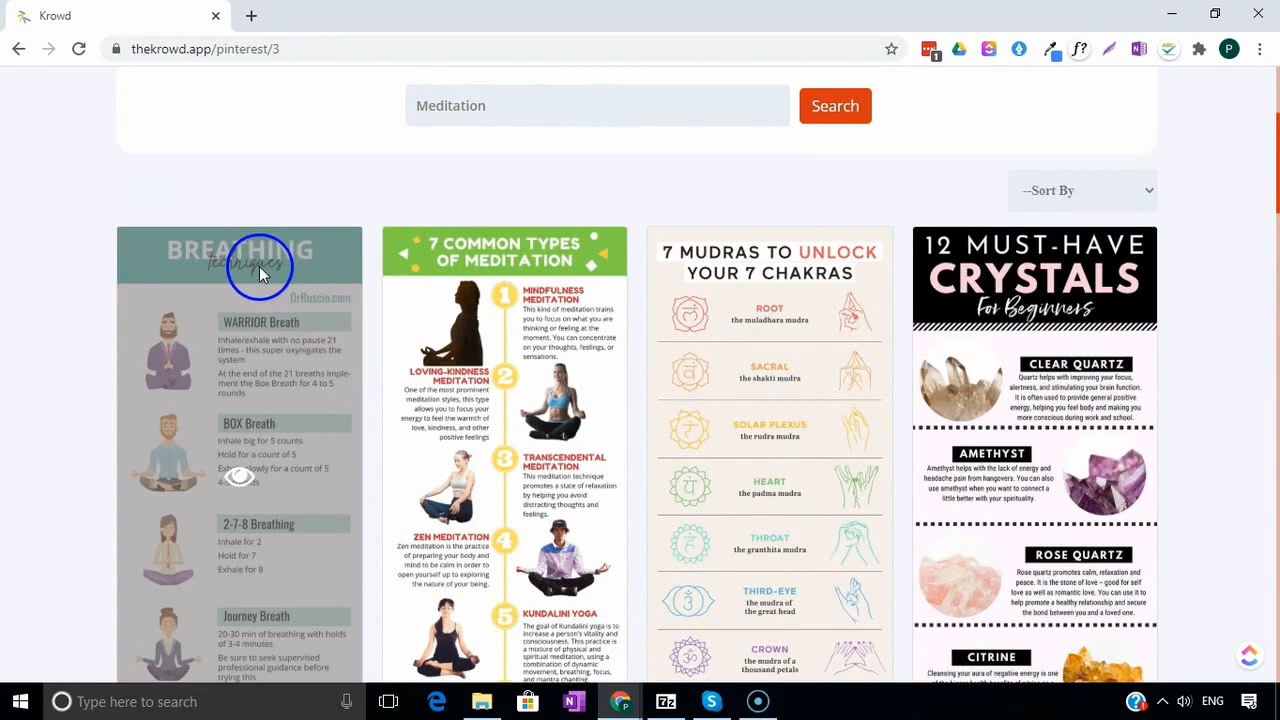 Krowd
thekrowd.app/pinterest/3
Meditation
Search
--Sort By
BREATHING
techniques
DrRuscio.com
WARRIOR Breath
Inhale/exhale with no pause 21
times - this super oxynigates the
system
At the end of the 21 breaths imple-
ment the Box Breath for 4 to 5
rounds
BOX Breath
Inhale big for 5 counts
Hold for a count of 5
slowly for a count of 5
2-7-8 Breathing
Inhale for 2
Hold for 7
Exhale for 8
Journey Breath
20-30 min of breathing with holds
of 3-4 minutes
Be sure to seek supervised
professional guidance before
trying this
7 COMMON TYPES
OF MEDITATION
1
MINDFULNESS
MEDITATION
This kind of meditation trains
you to focus on what you are
thinking or feeling at the
moment. You can concentrate
on your thoughts, feelings, or
sensations.
LOVING-KINDNESS
MEDITATION
2
One of the most prominent
meditation styles, this type
allows you to focus your
energy to feel the warmth of
love, kindness, and other
positive feelings
3
TRANSCENDENTAL
MEDITATION
This meditation technique
promotes a state of relaxation
by helping you avoid
distracting thoughts and
feelings.
ZEN MEDITATION
4
Zen meditation is the practice
of preparing your body and
mind to be calm in order to
open yourself up to exploring
the nature of your being.
5
KUNDALINI YOGA
The goal of Kundalini yoga is to
increase a person's vitality and
consciousness. This practice is
a mixture of physical and
spiritual meditation, using a
combination of dynamic
movement, breathing, focus,
and mantra chanting
7 MUDRAS TO UNLOCK
YOUR 7 CHAKRAS
ROOT
the muladhara mudra
SACRAL
the shakti mudra
SOLAR PLEXUS
the rudra mudra
HEART
the padma mudra
THROAT
the granthita mudra
THIRD-EYE
the mudra of
the great head
CROWN
the mudra of a
thousand petals
12 MUST-HAVE
CRYSTALS
For Beginners
CLEAR QUARTZ
Quartz helps with improving your focus,
alertness, and stimulating your brain function.
It is often used to provide general positive
energy, helping you feel body and making you
more conscious during work and school.
AMETHYST
Amethyst helps with the lack of energy and
headache pain from hangovers. You can also
use amethyst when you want to connect a
little better with your spirituality.
ROSE QUARTZ
Rose quartz promotes calm, relaxation and
peace. It is the stone of love – good for self
love as well as romantic love. You can use it to
help promote a healthy relationship and secure
the bond between you and a loved one.
CITRINE
Cleansing your aura of negative energy is one
Type here to search
ENG